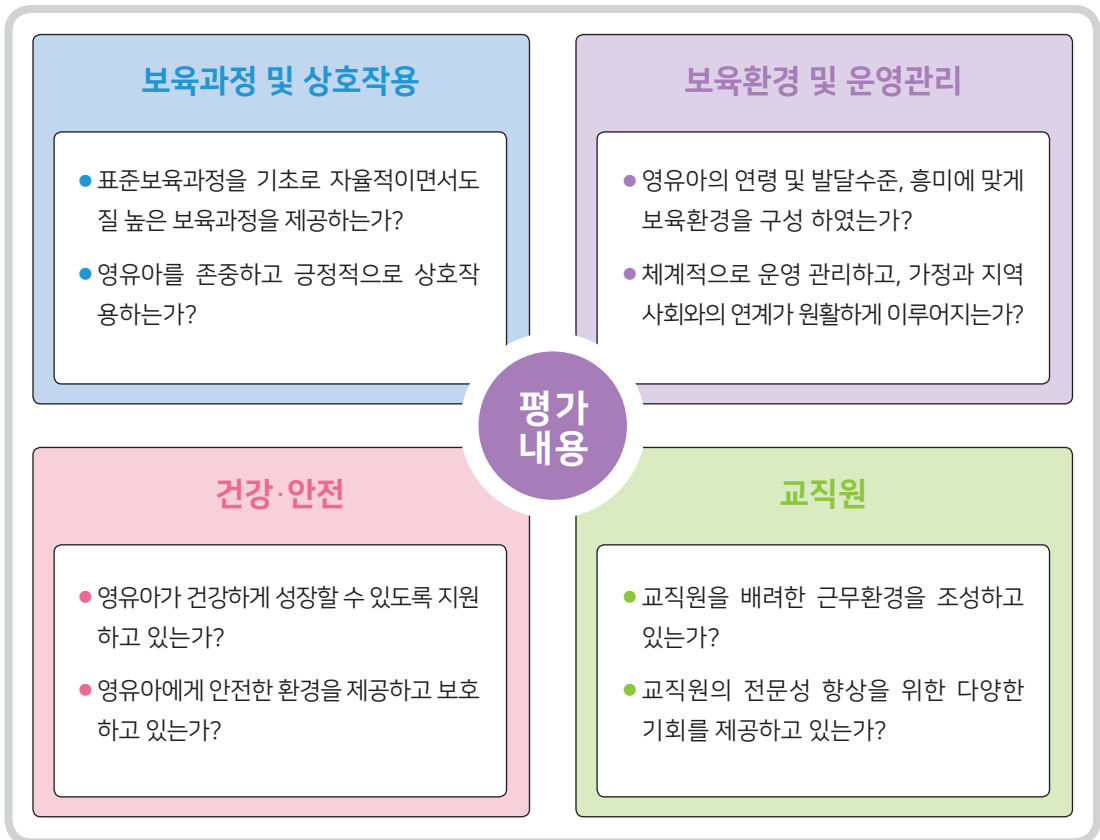 보육과정 및 상호작용
● 표준보육과정을 기초로 자율적이면서도
질 높은 보육과정을 제공하는가?
● 영유아를 존중하고 긍정적으로 상호작
용하는가?
보육환경 및 운영관리
● 영유아의 연령 및 발달수준, 흥미에 맞게
보육환경을 구성 하였는가?
● 체계적으로 운영 관리하고, 가정과 지역
사회와의 연계가 원활하게 이루어지는가?
평가
내용
건강·안전
● 영유아가 건강하게 성장할 수 있도록 지원
하고 있는가?
● 영유아에게 안전한 환경을 제공하고 보호
하고 있는가?
교직원
● 교직원을 배려한 근무환경을 조성하고
있는가?
● 교직원의 전문성 향상을 위한 다양한
기회를 제공하고 있는가?